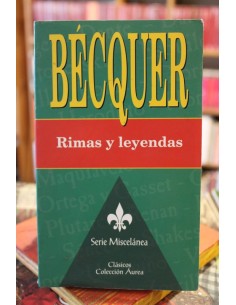 BÉCQUER
Rimas y leyendas
Serie Miscelánea
Clásicos
Colección Aurea